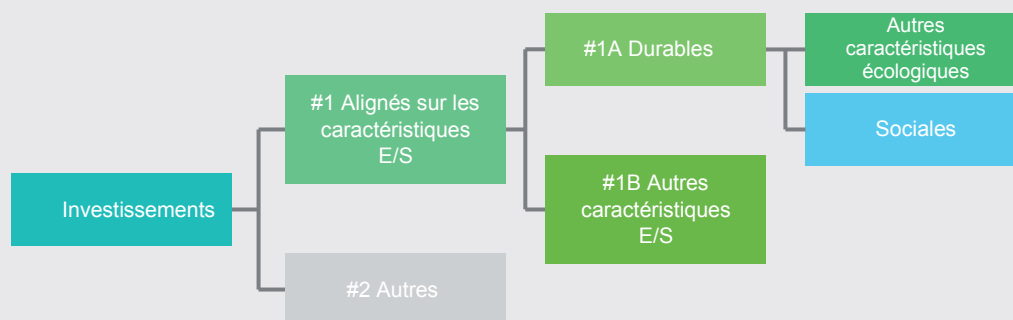 Investissements
#1 Alignés sur les
caractéristiques
E/S
#2 Autres
#1A Durables
#1B Autres
caractéristiques
E/S
Autres
caractéristiques
écologiques
Sociales